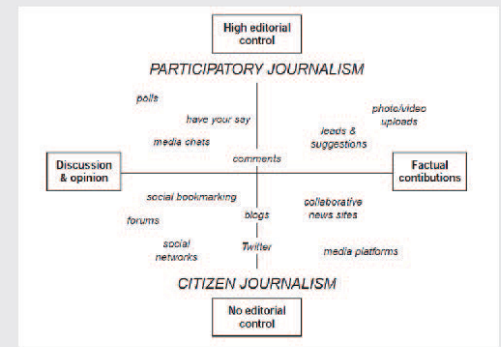 High editorial
control
PARTICIPATORY JOURNALISM
polls
photo/video
uploads
have your say
leads &
suggestions
media chats
comments
Discussion
& opinion
Factual
contibutions
social bookmarking
collaborative
news sites
forums
blogs
social
networks
Twitter
media platforms
CITIZEN JOURNALISM
No editorial
control